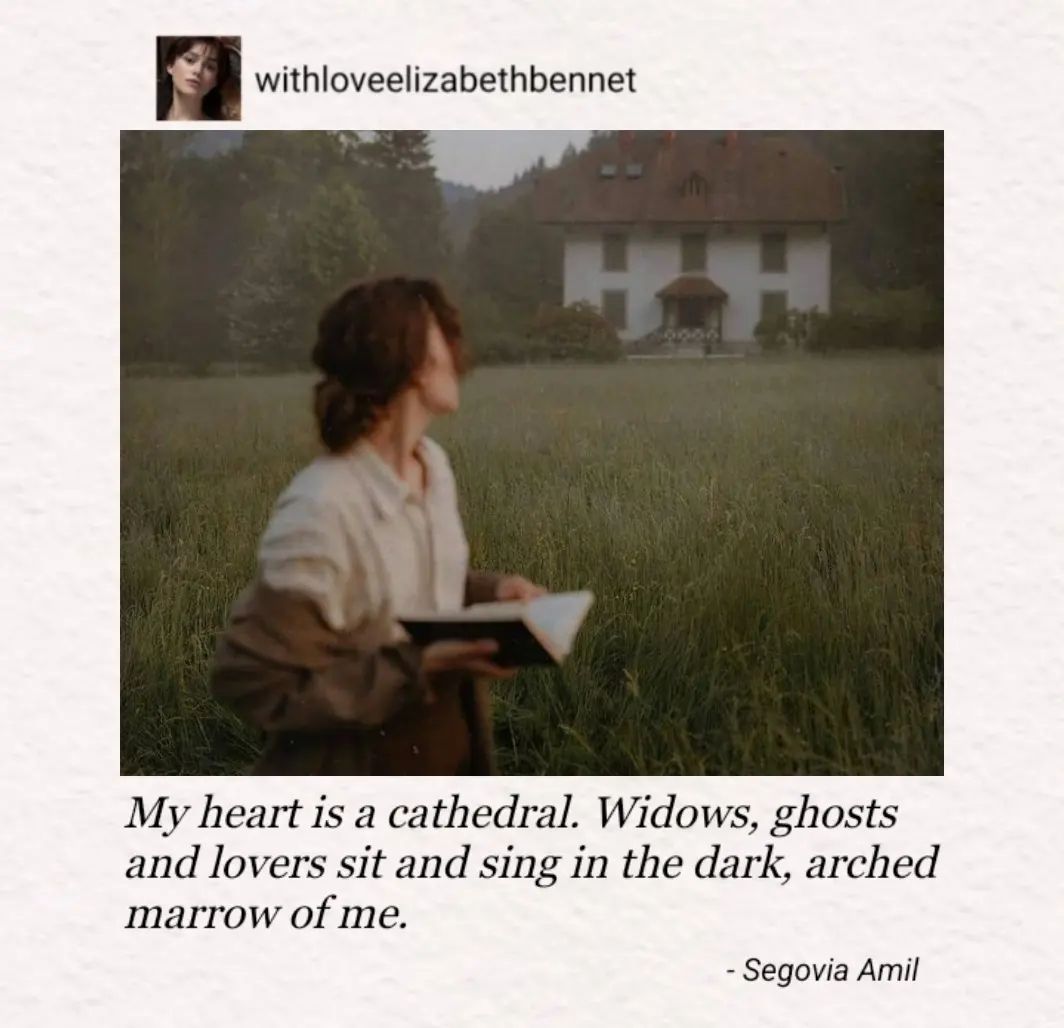 withloveelizabethbennet
My heart is a cathedral. Widows, ghosts
and lovers sit and sing in the dark, arched
marrow of me.
- Segovia Amil